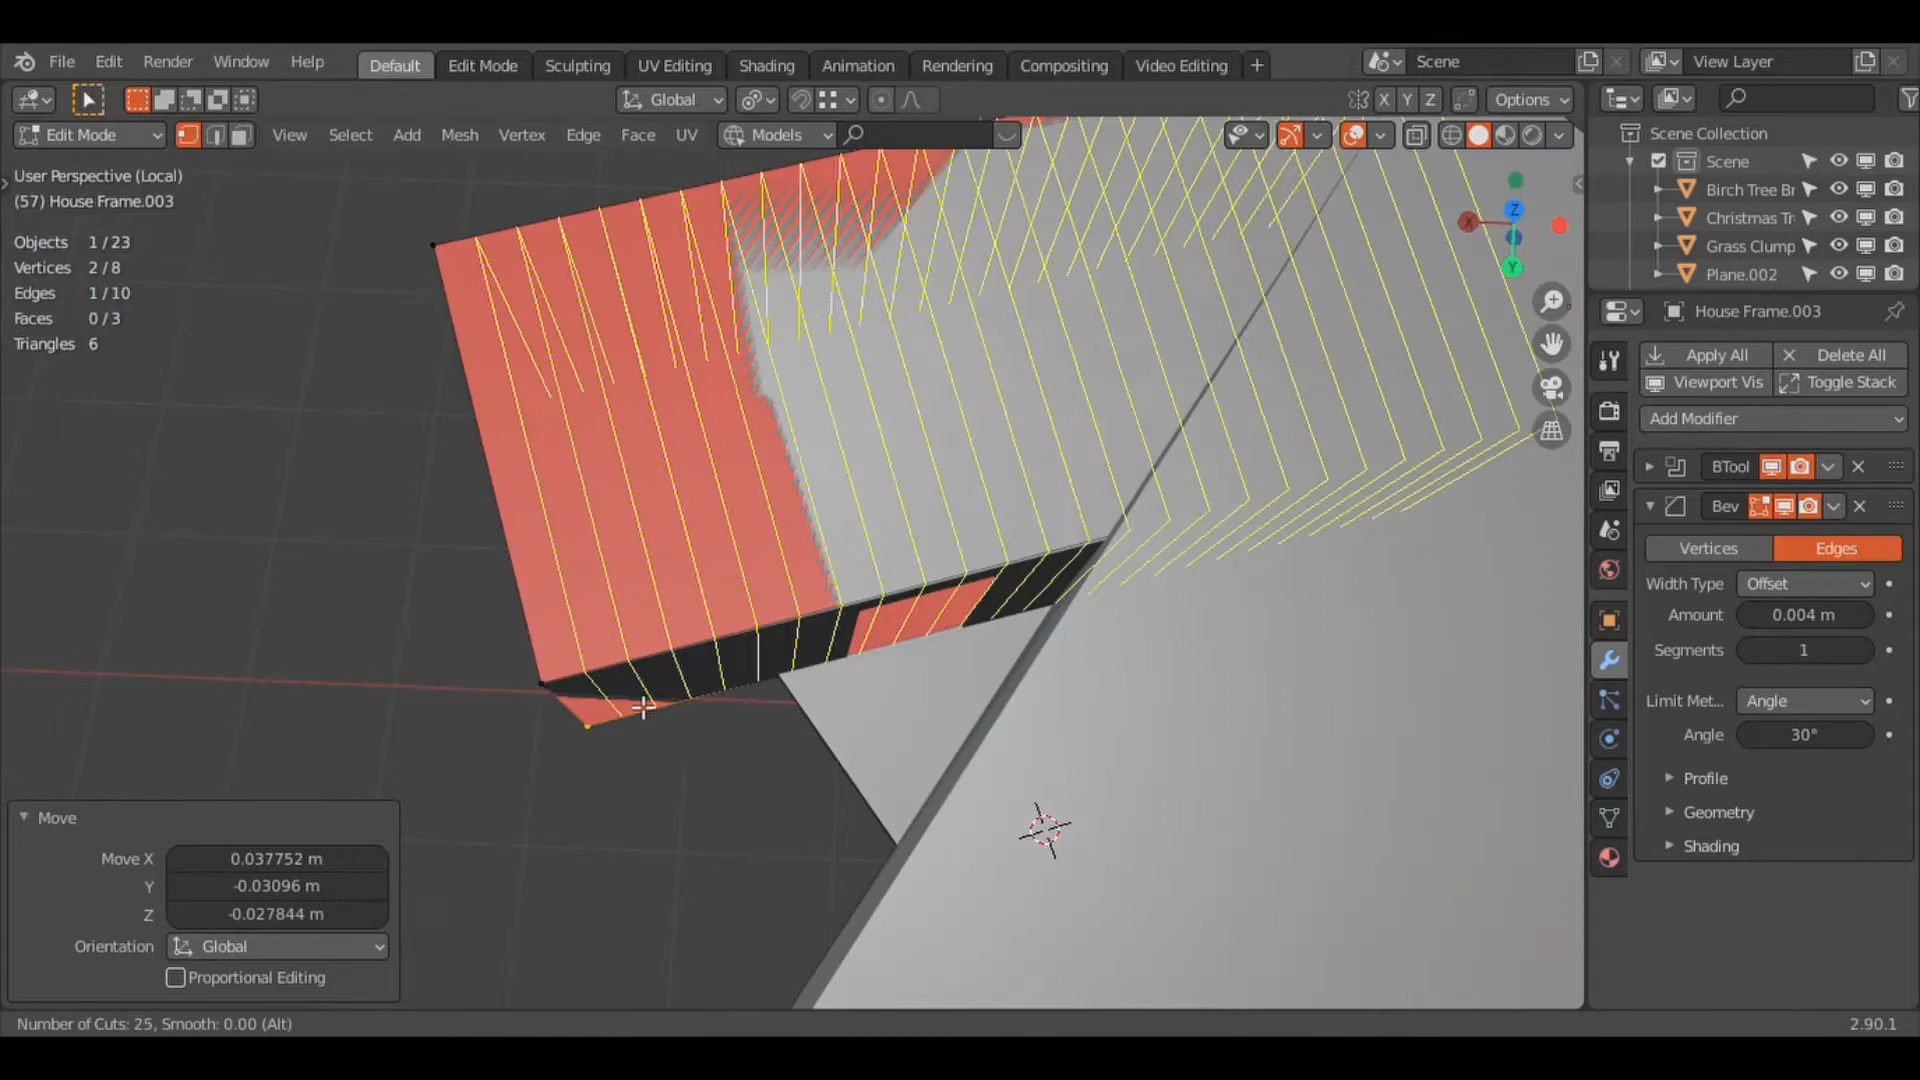 File Edit Render Window Help Default Edit Mode Sculpting UV Editing Shading Animation Rendering Compositing Video Editing + Scene View Layer
Global X Y Z Options
Edit Mode View Select Add Mesh Vertex Edge Face UV Models
User Perspective (Local)
(57) House Frame.003
Objects 1/23
Vertices 2/8
Edges 1/10
Faces 0/3
Triangles 6
X
Z
Y
Scene Collection
Scene
Birch Tree Br
Christmas Tr
Grass Clump
Plane.002
House Frame.003
Apply All Delete All
Viewport Vis Toggle Stack
Add Modifier
BTool
Bev
Vertices Edges
Width Type Offset
Amount 0.004 m
Segments 1
Limit Met... Angle
Angle 30°
Profile
Geometry
Shading
Move
Move X 0.037752 m
Y -0.03096 m
Z -0.027844 m
Orientation Global
Proportional Editing
Number of Cuts: 25, Smooth: 0.00 (Alt) 2.90.1